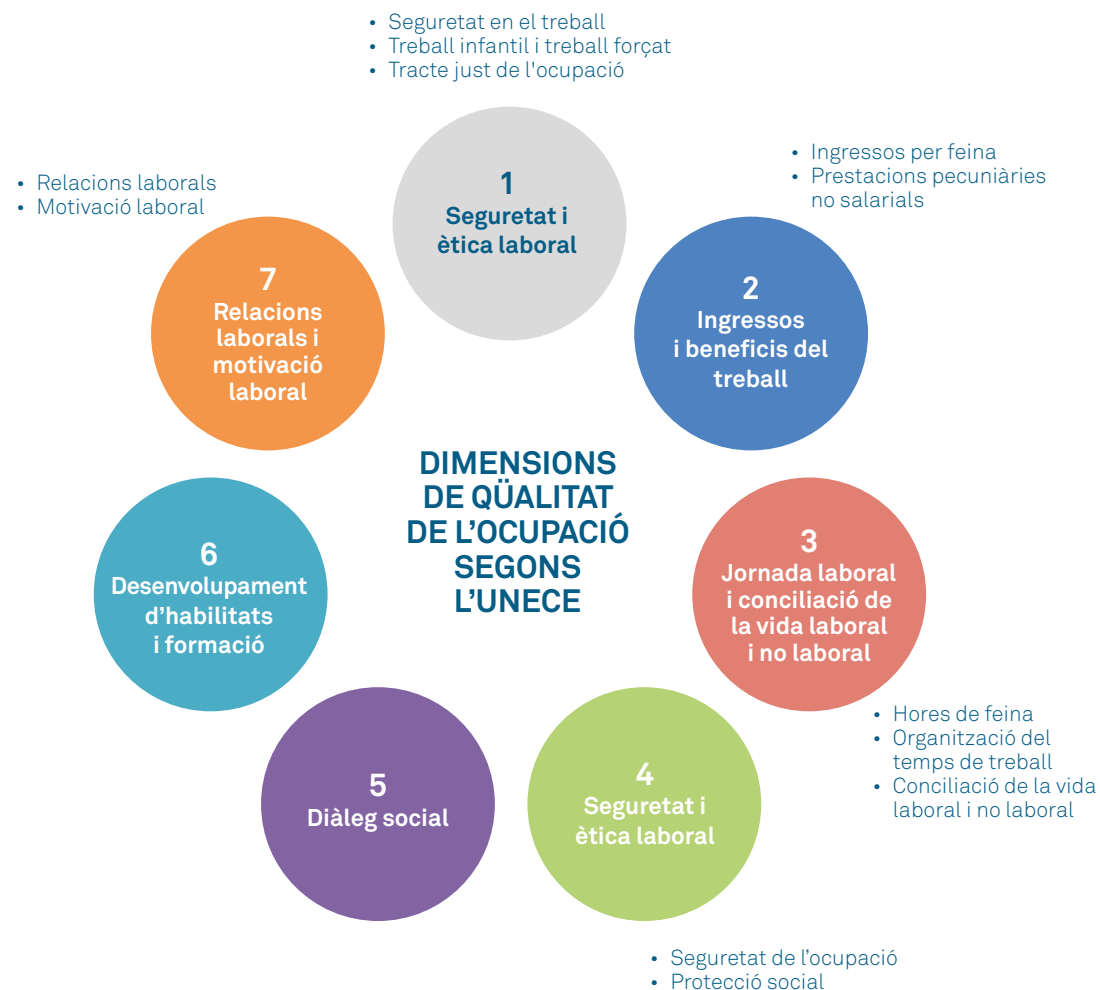 • Seguretat en el treball
• Treball infantil i treball forçat
• Tracte just de l'ocupació
1
Seguretat i
ètica laboral
• Ingressos per feina
• Prestacions pecuniàries
no salarials
2
Ingressos
i beneficis del
treball
3
Jornada laboral
i conciliació de
la vida laboral
i no laboral
• Hores de feina
• Organització del
temps de treball
• Conciliació de la vida
laboral i no laboral
4
Seguretat i
ètica laboral
• Seguretat de l’ocupació
• Protecció social
5
Diàleg social
6
Desenvolupament
d’habilitats
i formació
• Relacions laborals
• Motivació laboral
7
Relacions
laborals i
motivació
laboral
DIMENSIONS
DE QÜALITAT
DE L’OCUPACIÓ
SEGONS
L’UNECE